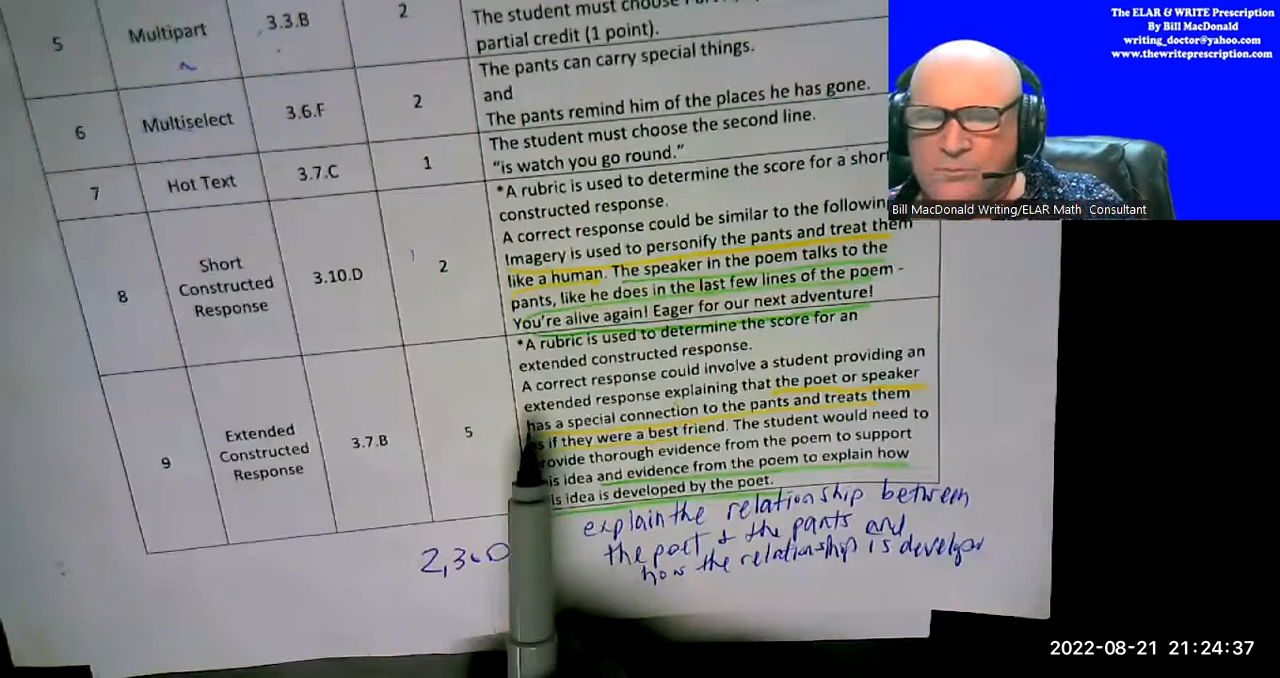 The ELAR & WRITE Prescription
By Bill MacDonald
writing_doctor@yahoo.com
www.thewriteprescription.com
Bill MacDonald Writing/ELAR Math Consultant
5
Multipart
3.3.B
2
The student must choose
partial credit (1 point).
6
Multiselect
3.6.F
2
The pants can carry special things.
and
The pants remind him of the places he has gone.
7
Hot Text
3.7.C
1
The student must choose the second line.
"is watch you go round."
8
Short
Constructed
Response
3.10.D
2
*A rubric is used to determine the score for a short
constructed response.
A correct response could be similar to the following
Imagery is used to personify the pants and treat them
like a human. The speaker in the poem talks to the
pants, like he does in the last few lines of the poem -
You're alive again! Eager for our next adventure!
9
Extended
Constructed
Response
3.7.B
5
*A rubric is used to determine the score for an
extended constructed response.
A correct response could involve a student providing an
extended response explaining that the poet or speaker
has a special connection to the pants and treats them
if they were a best friend. The student would need to
provide thorough evidence from the poem to support
idea and evidence from the poem to explain how
idea is developed by the poet.
explain the relationship between
the poet & the pants and
how the relationship is develops
2022-08-21 21:24:37